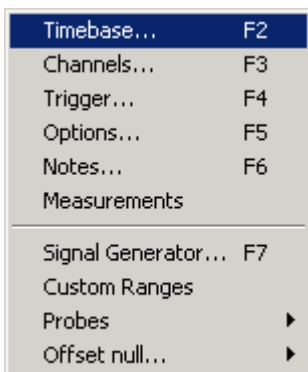 Timebase... F2
Channels... F3
Trigger... F4
Options... F5
Notes... F6
Measurements
Signal Generator... F7
Custom Ranges
Probes
Offset null...